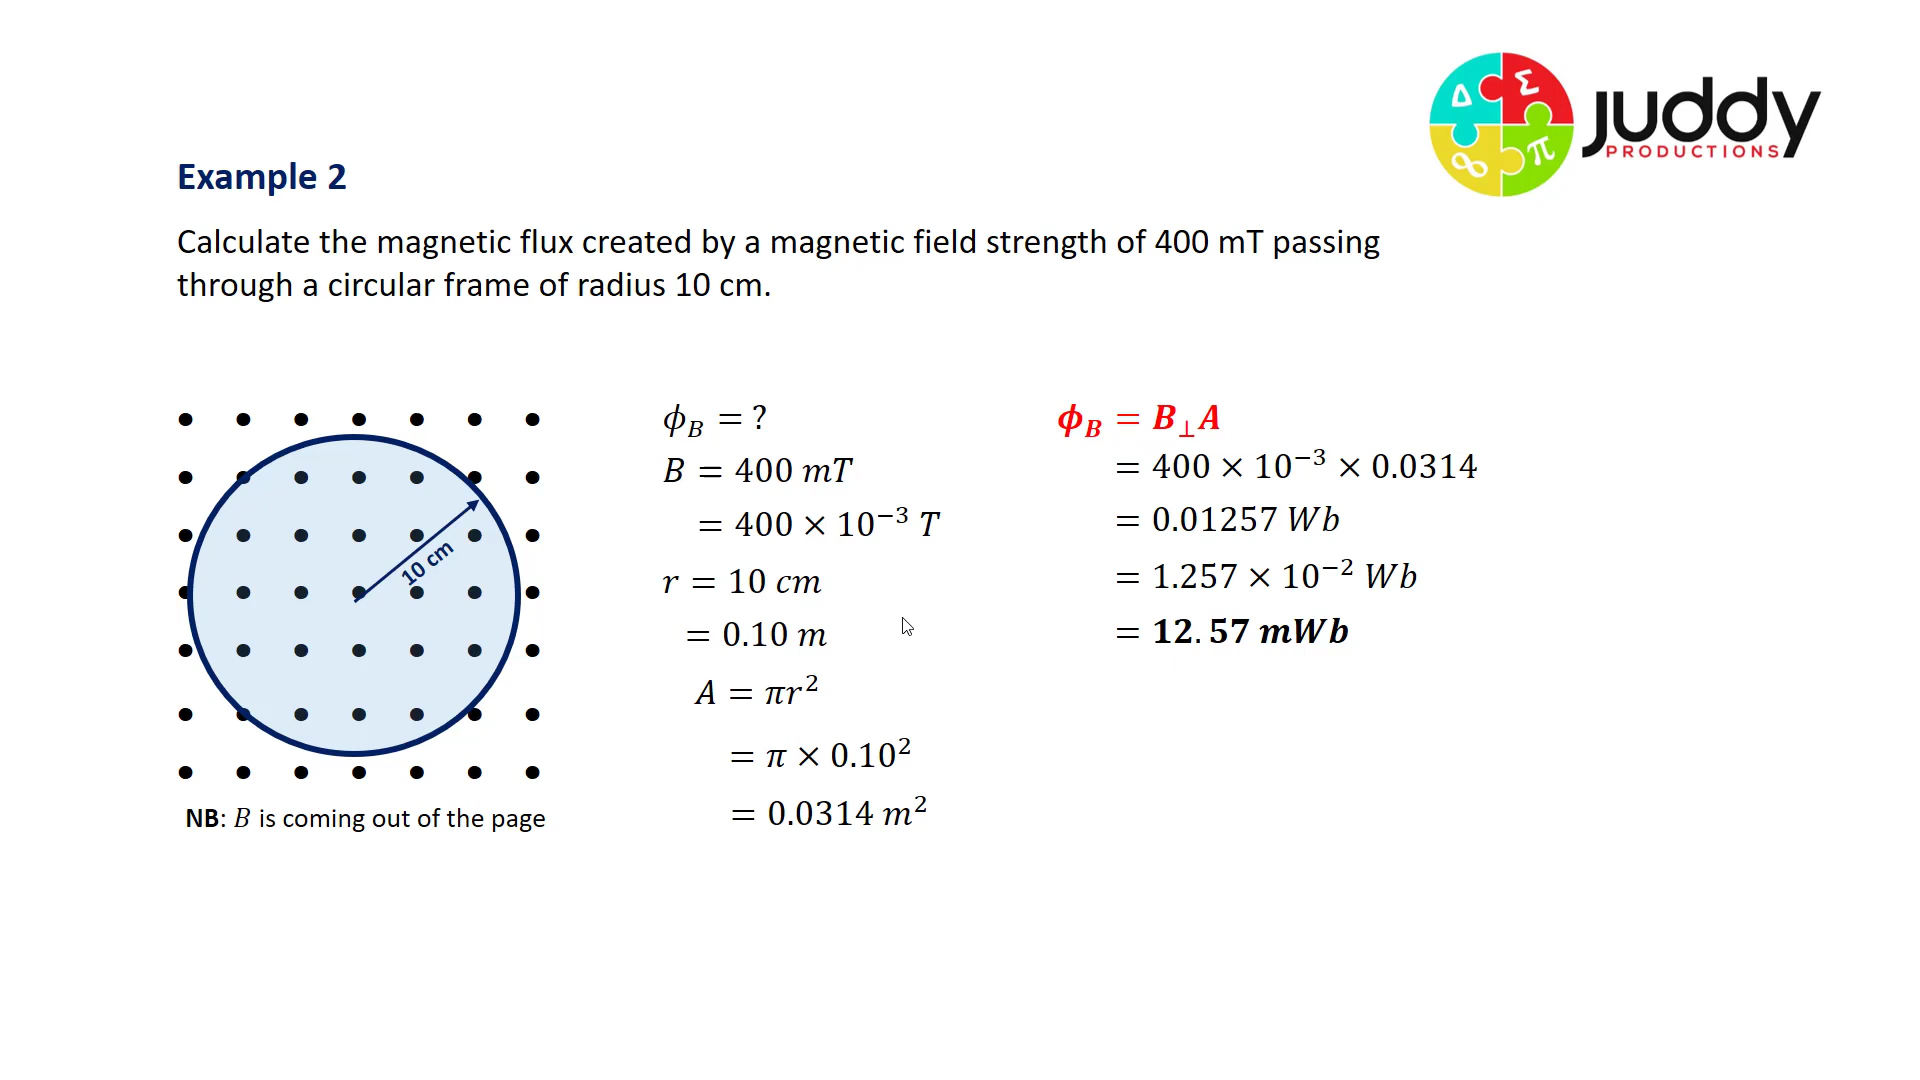 Δ Σ
∞ π
juddy
PRODUCTIONS
Example 2
Calculate the magnetic flux created by a magnetic field strength of 400 mT passing
through a circular frame of radius 10 cm.
10 cm
NB: B is coming out of the page
ϕ_B = ?
B = 400 mT
= 400 × 10⁻³ T
r = 10 cm
= 0.10 m
A = πr²
= π × 0.10²
= 0.0314 m²
ϕ_B = B_⊥A
= 400 × 10⁻³ × 0.0314
= 0.01257 Wb
= 1.257 × 10⁻² Wb
= 12.57 mWb